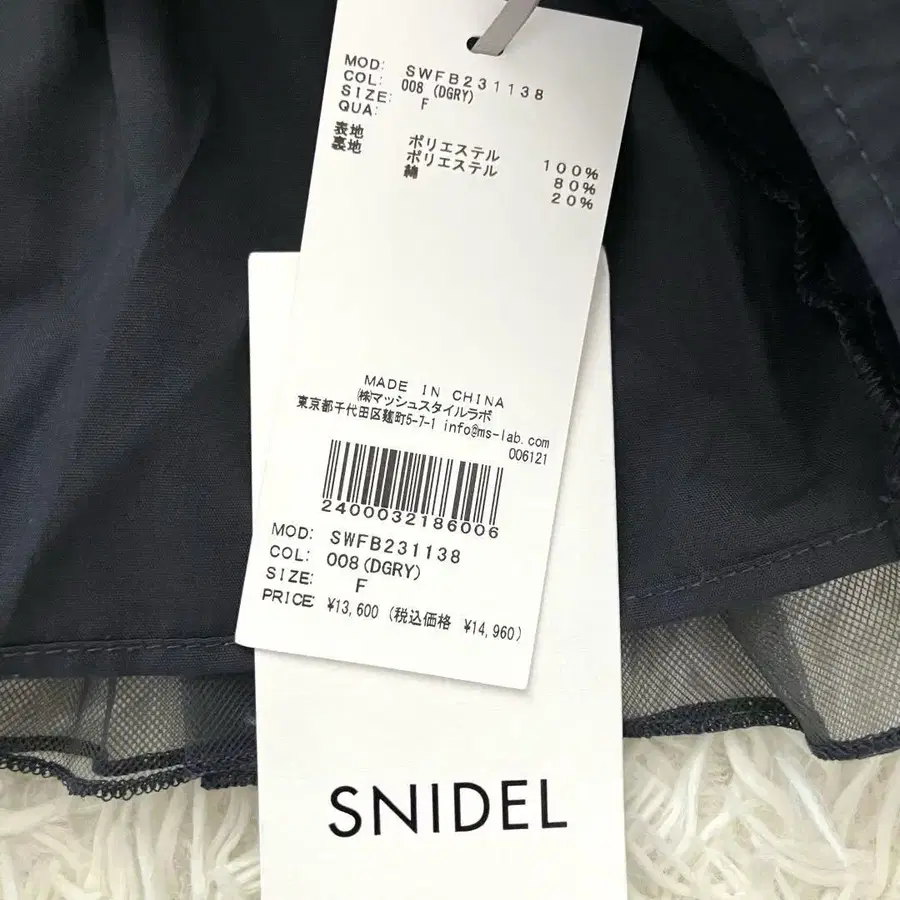 MOD: SWFB231138
COL: 008 (DGRY)
SIZE: F
QUA:
表地 ポリエステル 100%
裏地 ポリエステル 80%
綿 20%
MADE IN CHINA
㈱マッシュスタイルラボ
東京都千代田区麹町5-7-1 info@ms-lab.com
006121
2400032186006
MOD: SWFB231138
COL: 008(DGRY)
SIZE: F
PRICE: ¥13,600 (税込価格 ¥14,960)
SNIDEL